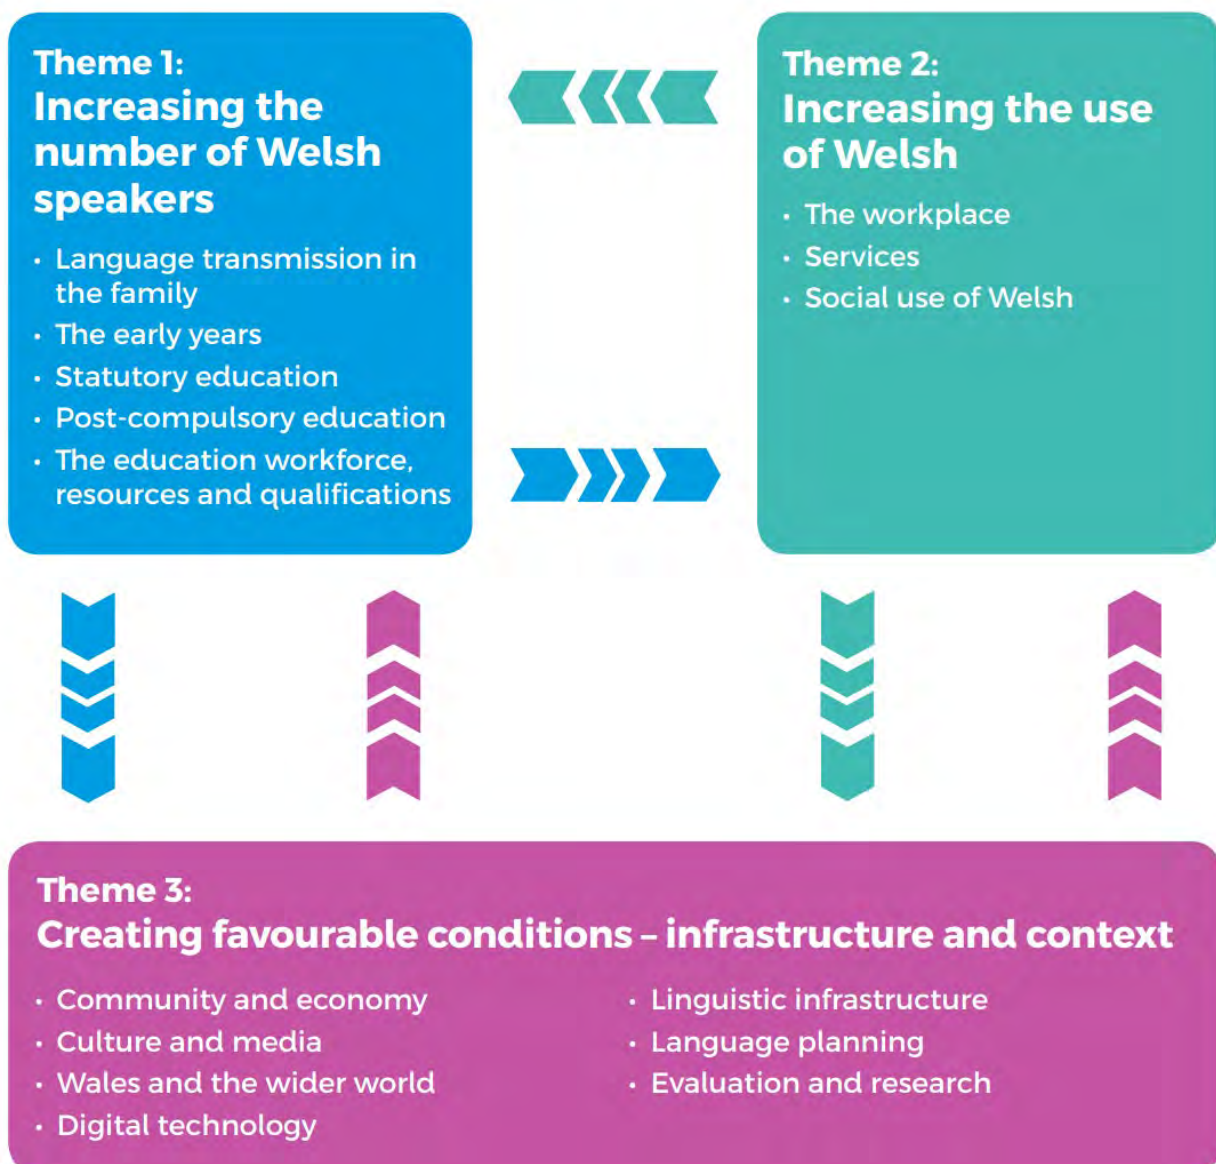 Theme 1:
Increasing the
number of Welsh
speakers
• Language transmission in
the family
• The early years
• Statutory education
• Post-compulsory education
• The education workforce,
resources and qualifications
Theme 2:
Increasing the use
of Welsh
• The workplace
• Services
• Social use of Welsh
Theme 3:
Creating favourable conditions – infrastructure and context
• Community and economy
• Culture and media
• Wales and the wider world
• Digital technology
• Linguistic infrastructure
• Language planning
• Evaluation and research